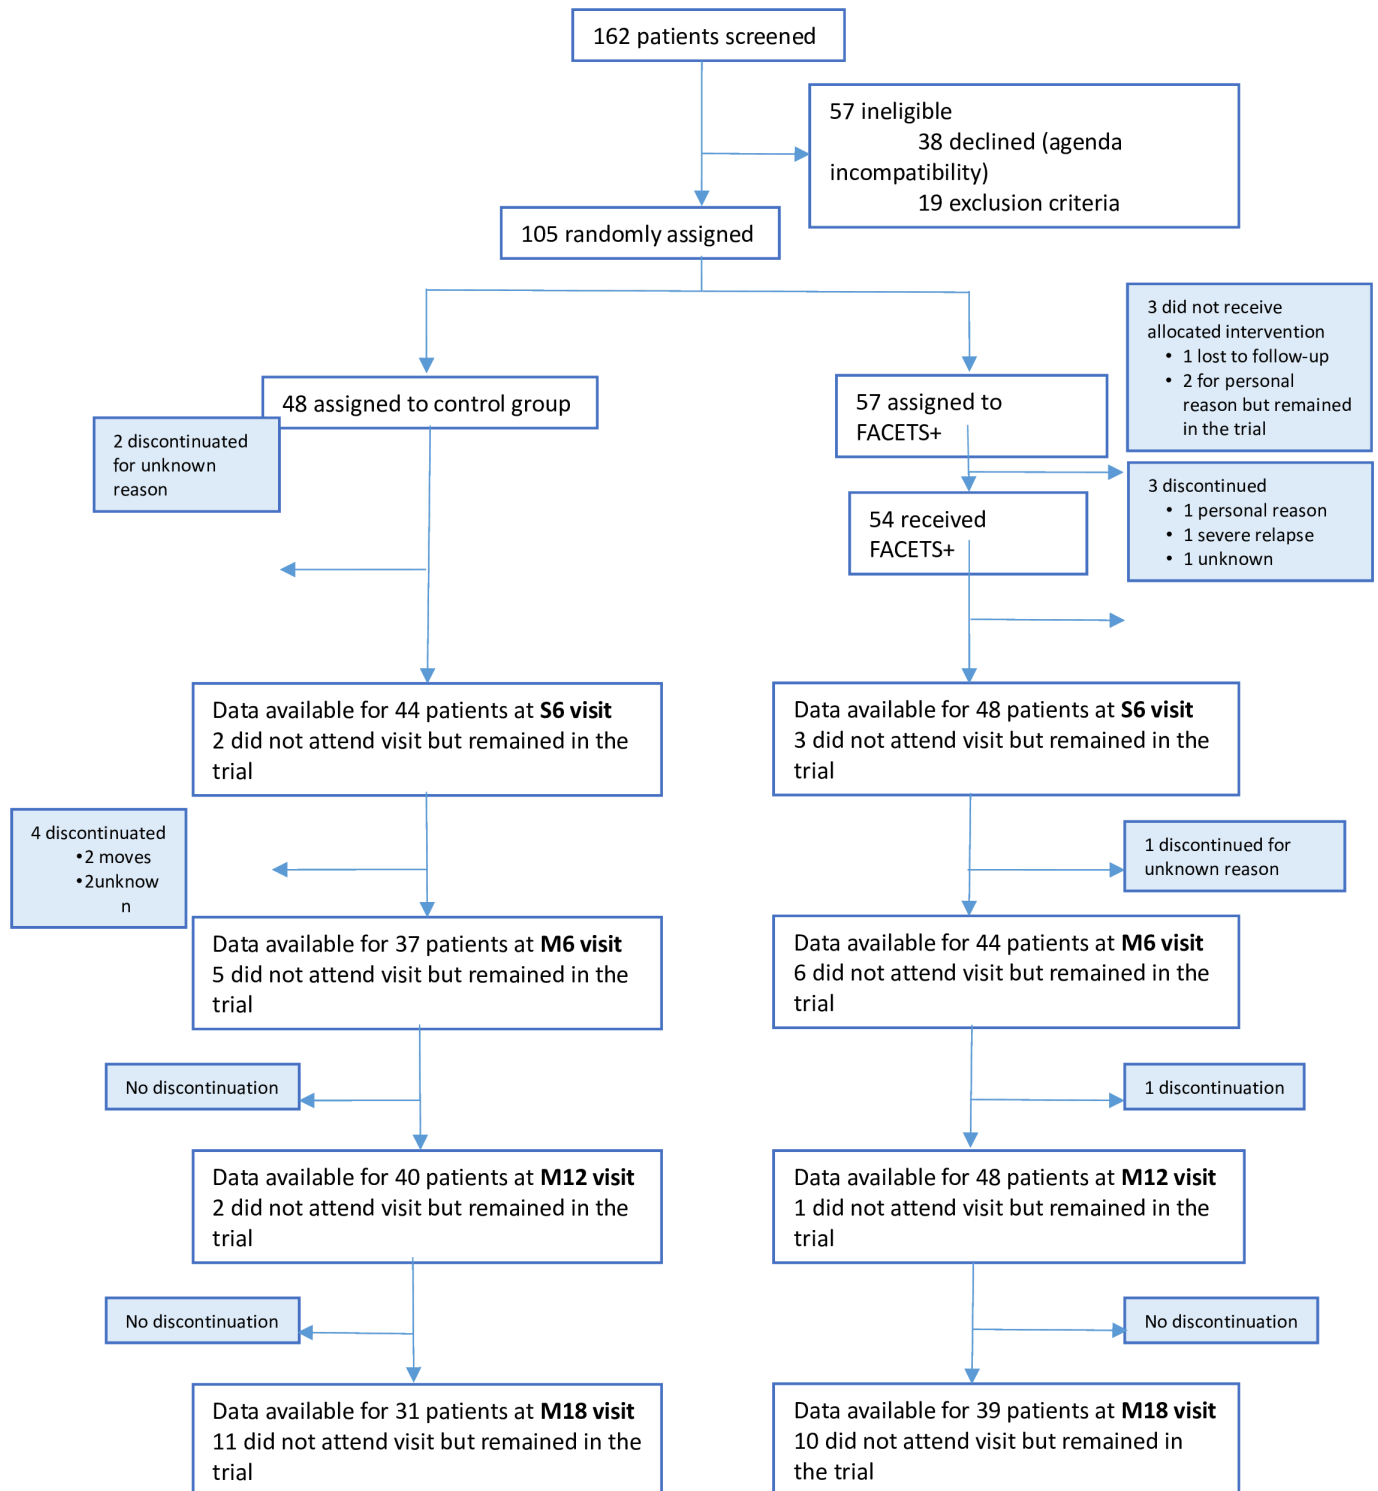 162 patients screened
57 ineligible
38 declined (agenda
incompatibility)
19 exclusion criteria
105 randomly assigned
3 did not receive
allocated intervention
• 1 lost to follow-up
• 2 for personal
reason but remained
in the trial
48 assigned to control group
57 assigned to
FACETS+
2 discontinuated
for unknown
reason
3 discontinued
• 1 personal reason
• 1 severe relapse
• 1 unknown
54 received
FACETS+
Data available for 44 patients at S6 visit
2 did not attend visit but remained in the
trial
Data available for 48 patients at S6 visit
3 did not attend visit but remained in the
trial
4 discontinuated
•2 moves
•2unknow
n
1 discontinued for
unknown reason
Data available for 37 patients at M6 visit
5 did not attend visit but remained in the
trial
Data available for 44 patients at M6 visit
6 did not attend visit but remained in the
trial
No discontinuation
1 discontinuation
Data available for 40 patients at M12 visit
2 did not attend visit but remained in the
trial
Data available for 48 patients at M12 visit
1 did not attend visit but remained in the
trial
No discontinuation
No discontinuation
Data available for 31 patients at M18 visit
11 did not attend visit but remained in the
trial
Data available for 39 patients at M18 visit
10 did not attend visit but remained in
the trial